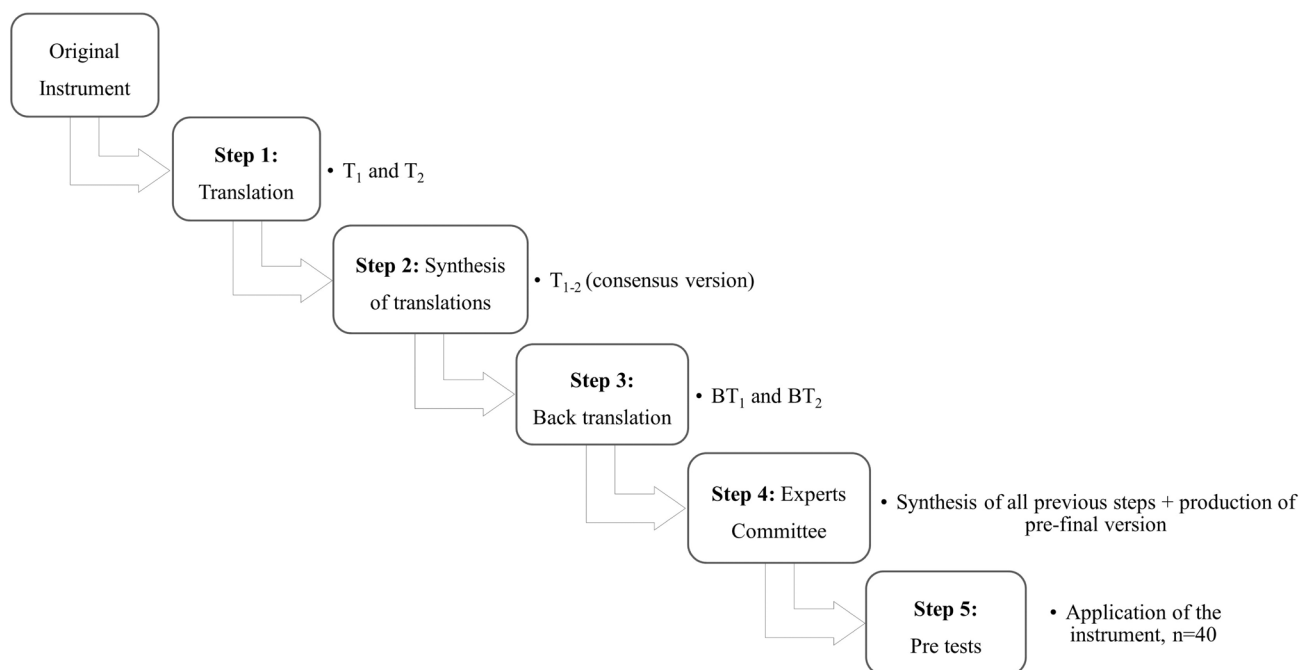 Original
Instrument
Step 1:
Translation
• T₁ and T₂
Step 2: Synthesis
of translations
• T₁₋₂ (consensus version)
Step 3:
Back translation
• BT₁ and BT₂
Step 4: Experts
Committee
• Synthesis of all previous steps + production of
pre-final version
Step 5:
Pre tests
• Application of the
instrument, n=40